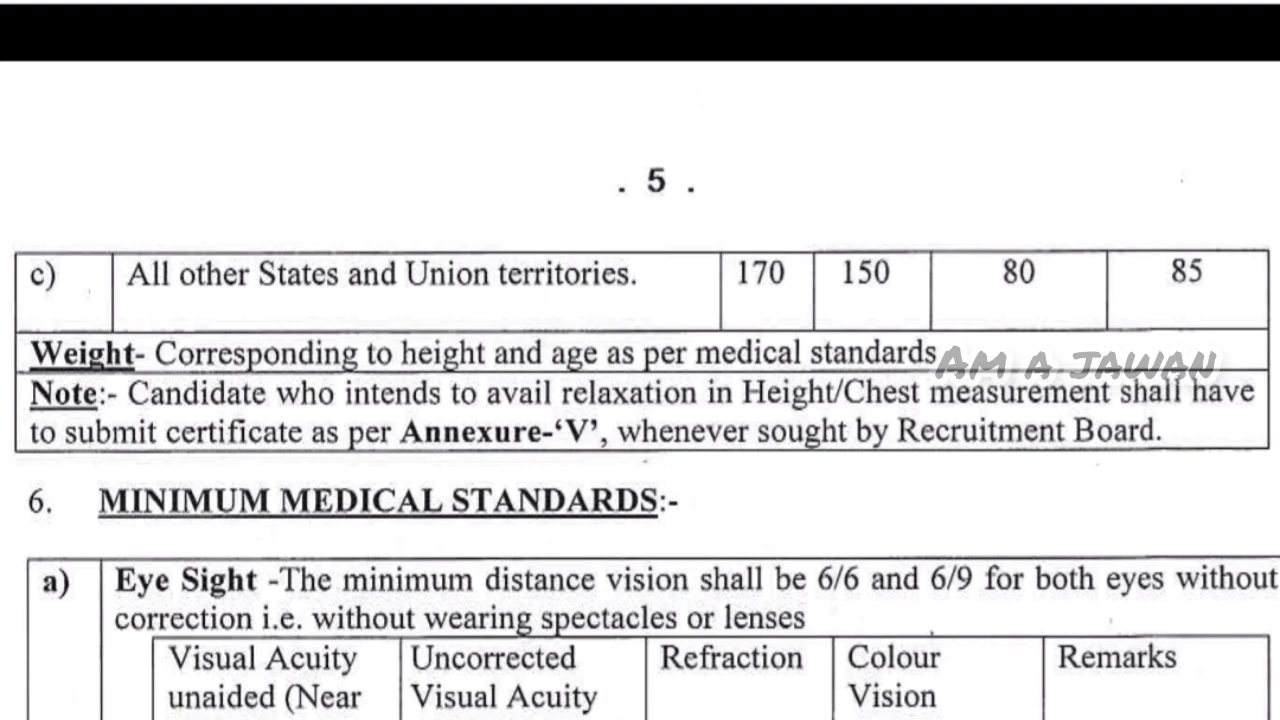 . 5 .
c) All other States and Union territories. 170 150 80 85
Weight- Corresponding to height and age as per medical standards
AM A JAWAN
Note:- Candidate who intends to avail relaxation in Height/Chest measurement shall have
to submit certificate as per Annexure-‘V’, whenever sought by Recruitment Board.
6. MINIMUM MEDICAL STANDARDS:-
a) Eye Sight -The minimum distance vision shall be 6/6 and 6/9 for both eyes without
correction i.e. without wearing spectacles or lenses
Visual Acuity Uncorrected Refraction Colour Remarks
unaided (Near Visual Acuity Vision